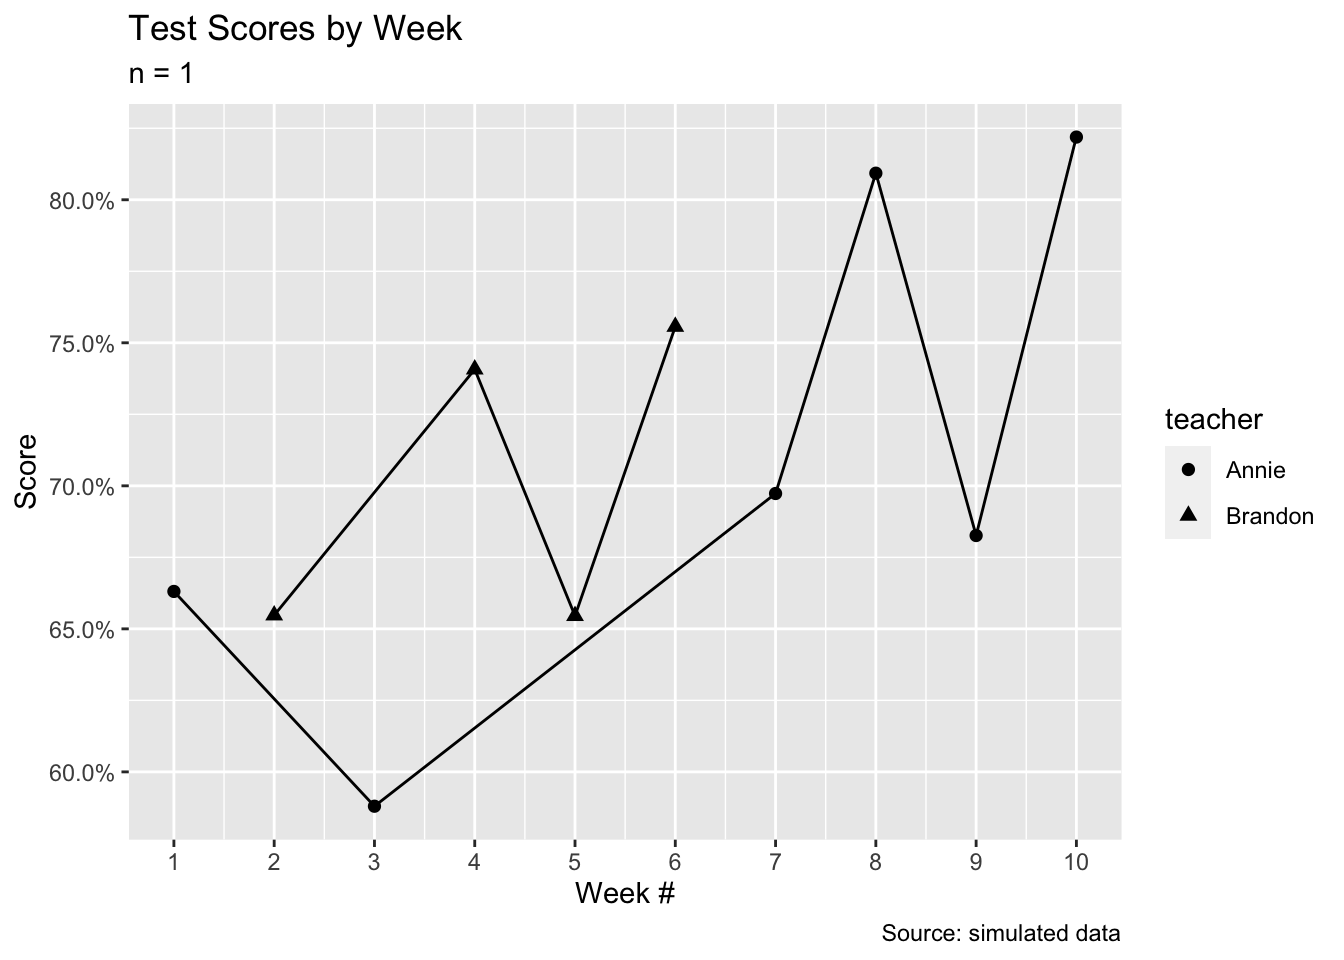 Test Scores by Week
n = 1
80.0%
75.0%
70.0%
65.0%
60.0%
Score
1 2 3 4 5 6 7 8 9 10
Week #
teacher
Annie
Brandon
Source: simulated data